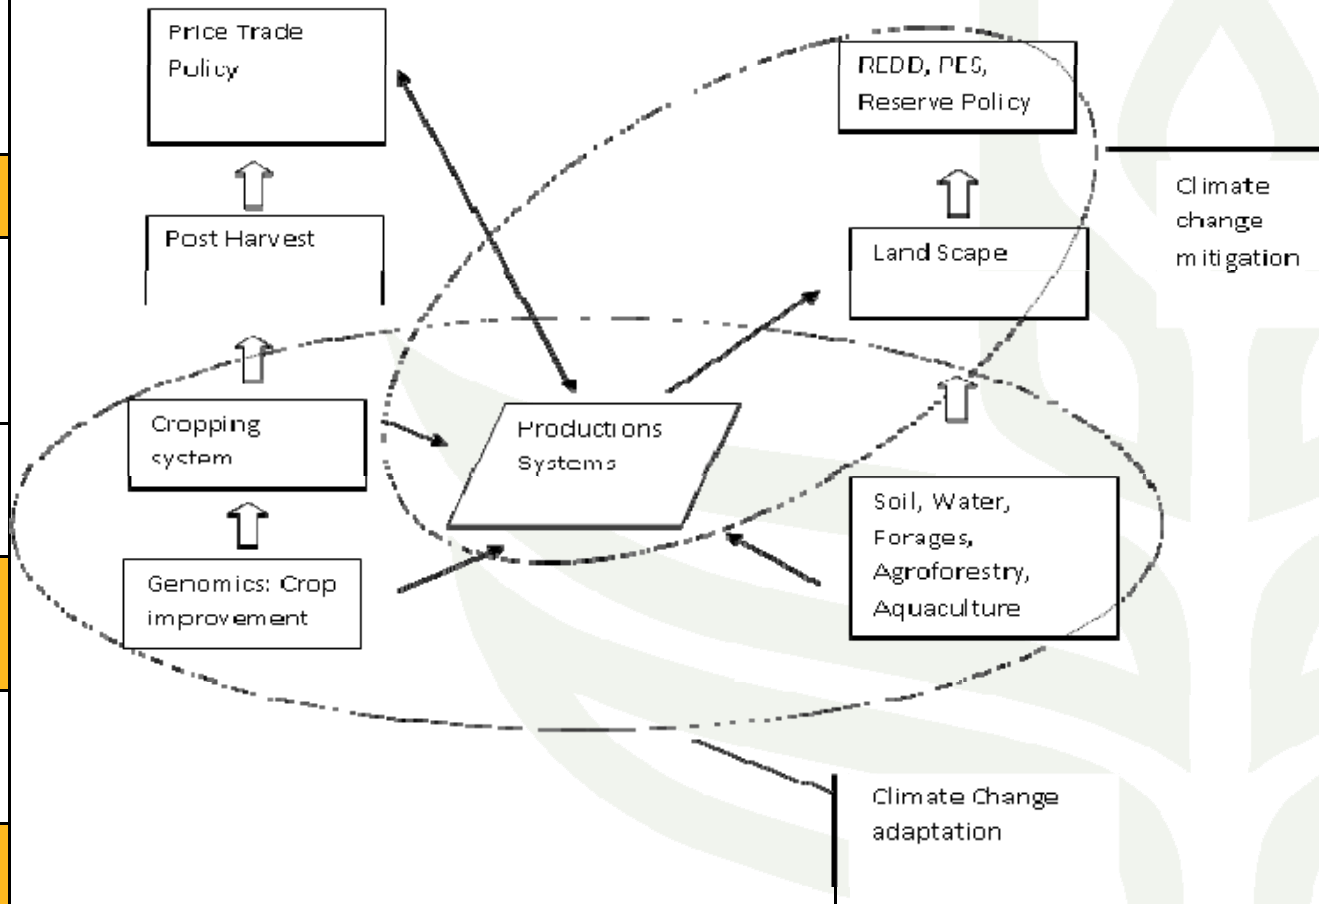 Price Trade
Policy
REDD, PES,
Reserve Policy
Climate
change
mitigation
Post Harvest
Land Scape
Cropping
system
Productions
Systems
Soil, Water,
Forages,
Agroforestry,
Aquaculture
Genomics: Crop
improvement
Climate Change
adaptation